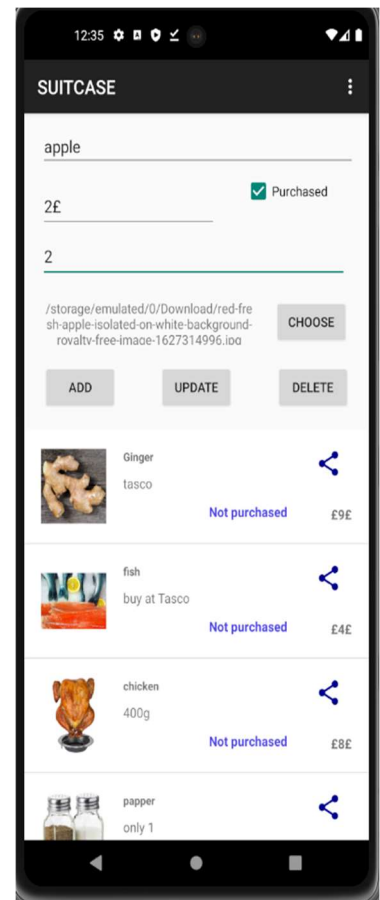 12:35
SUITCASE
apple
Purchased
2£
2
/storage/emulated/0/Download/red-fre
sh-apple-isolated-on-white-background-
royalty-free-image-1627314996.jpg
CHOOSE
ADD UPDATE DELETE
Ginger
tasco
Not purchased £9£
fish
buy at Tasco
Not purchased £4£
chicken
400g
Not purchased £8£
papper
only 1